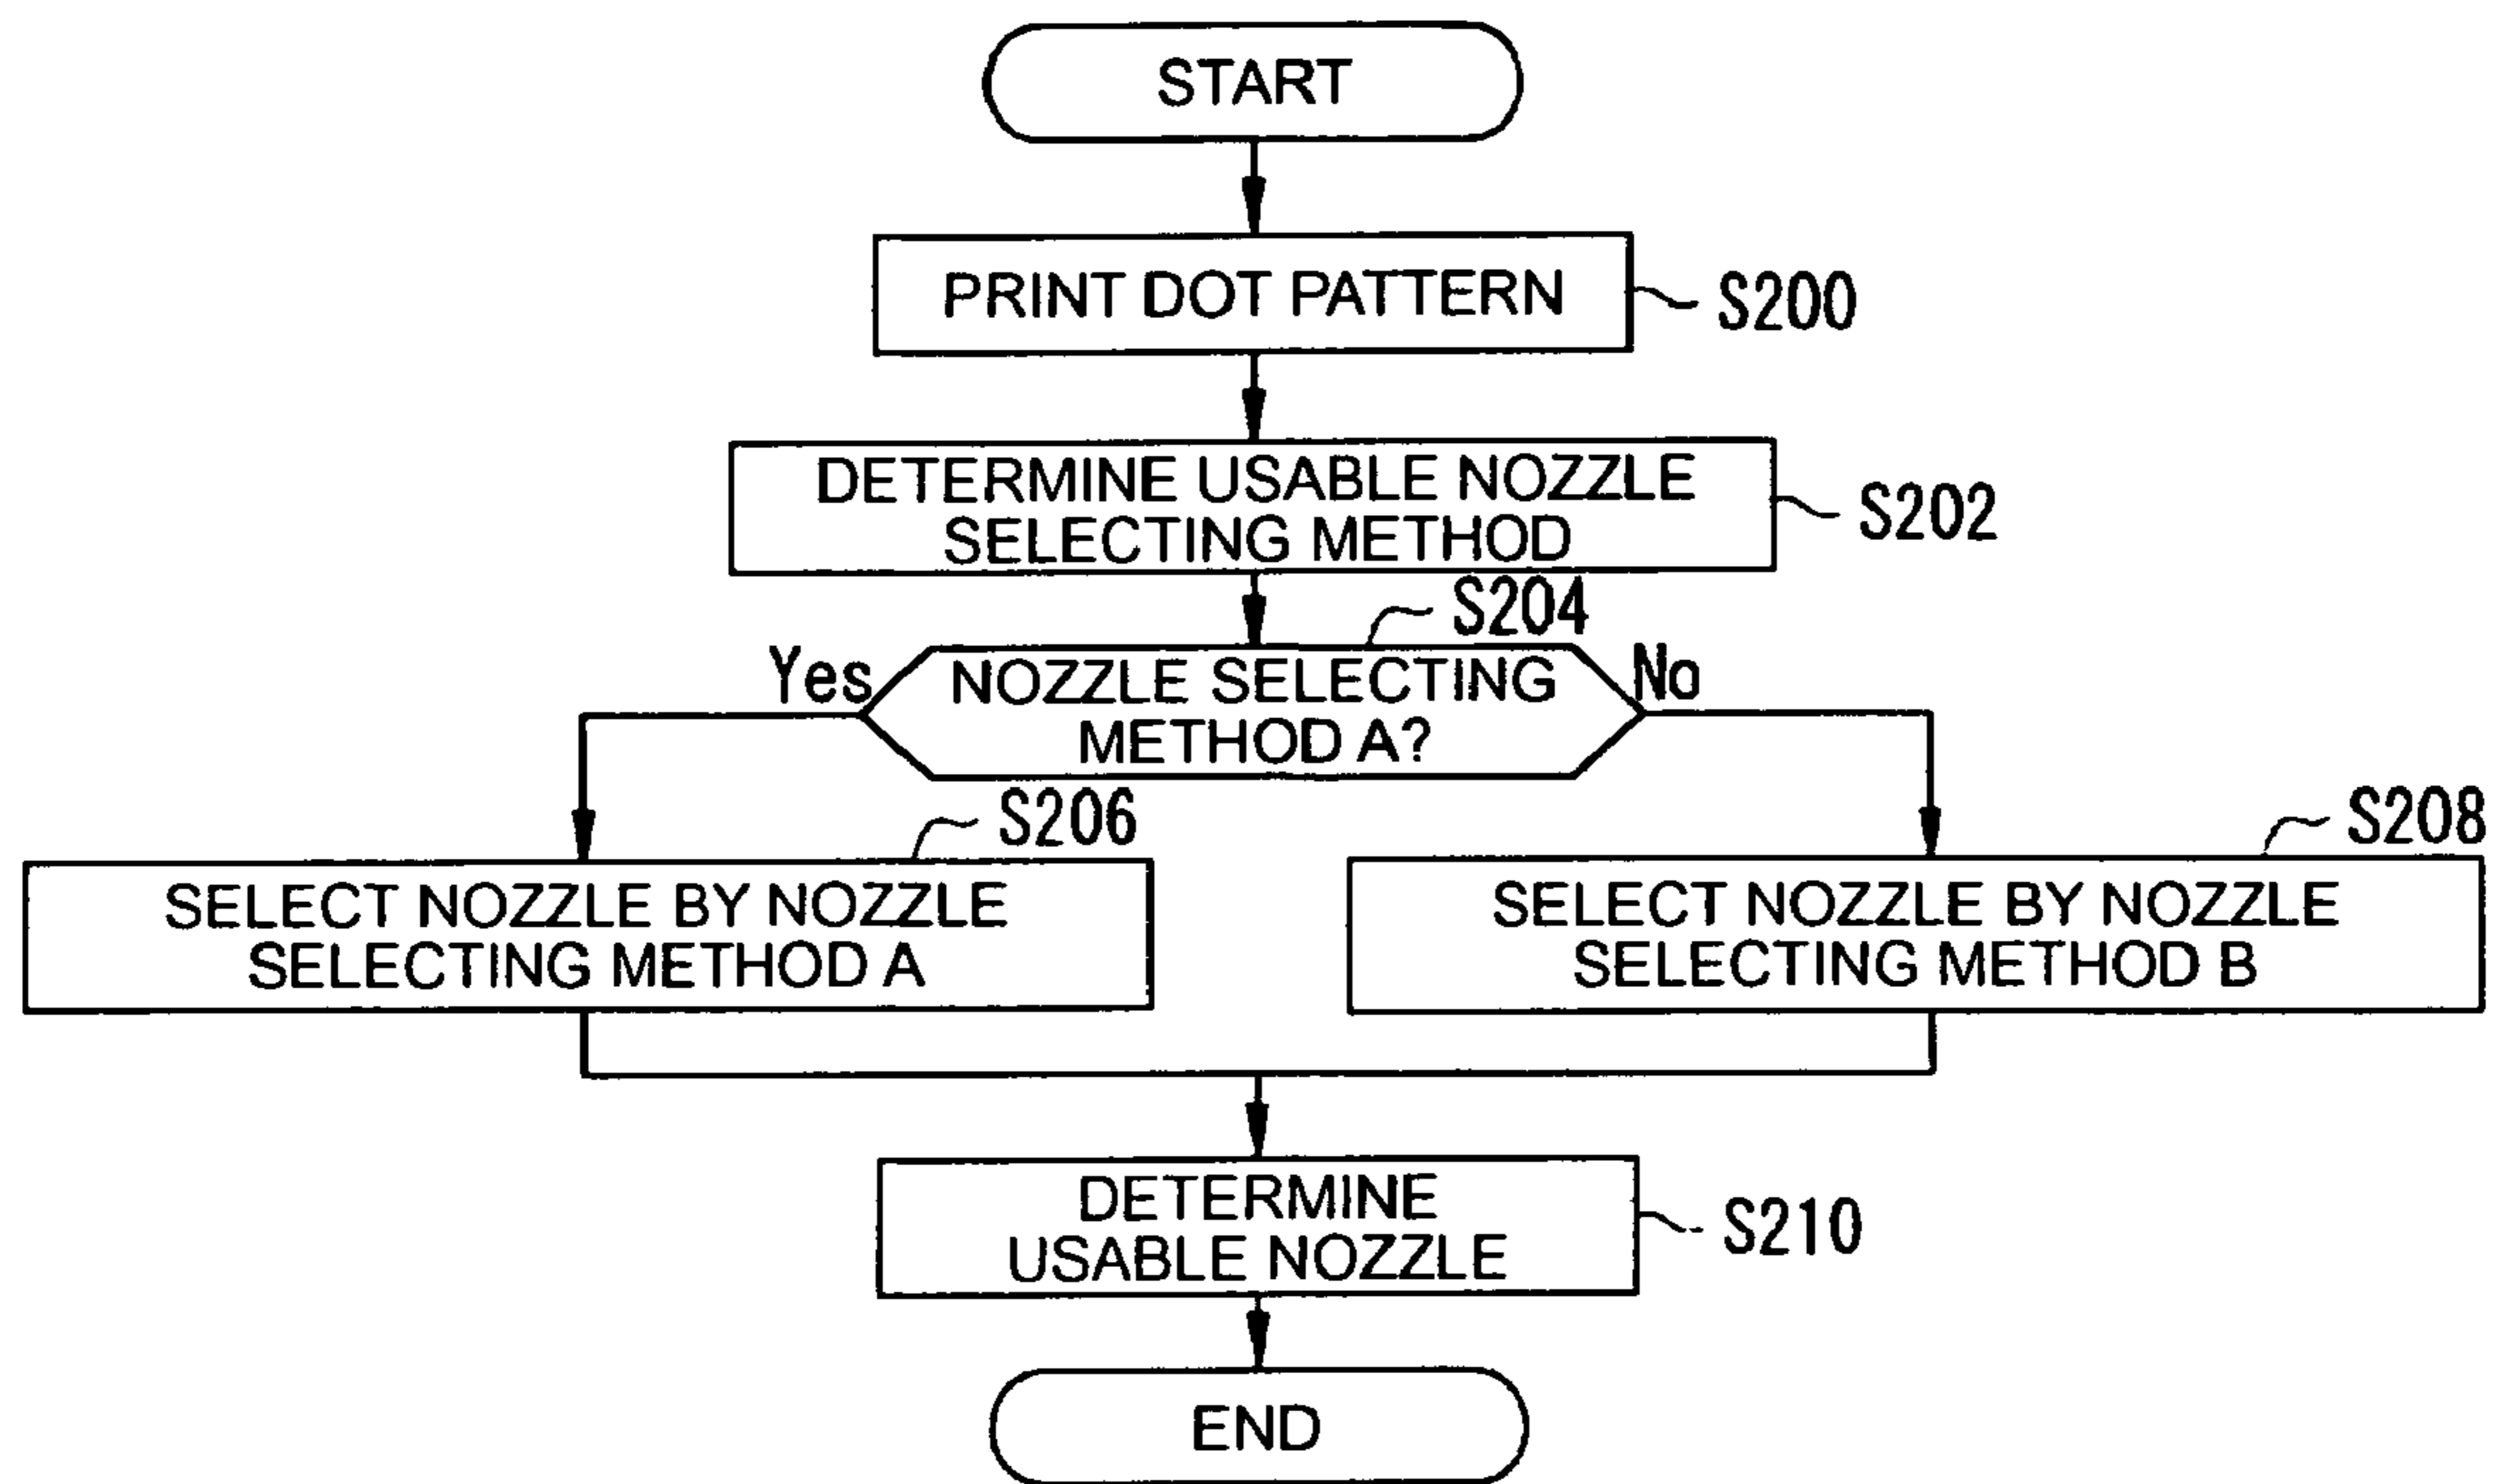 START
PRINT DOT PATTERN
S200
DETERMINE USABLE NOZZLE
SELECTING METHOD
S202
S204
Yes
NOZZLE SELECTING
METHOD A?
No
S206
SELECT NOZZLE BY NOZZLE
SELECTING METHOD A
S208
SELECT NOZZLE BY NOZZLE
SELECTING METHOD B
DETERMINE
USABLE NOZZLE
S210
END